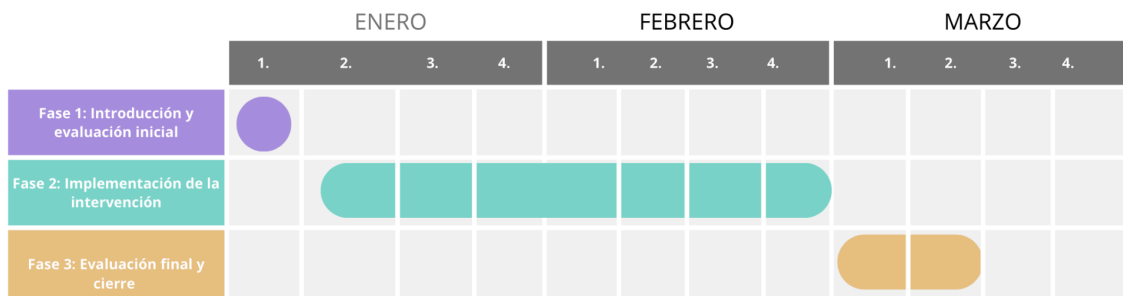 ENERO FEBRERO MARZO
1. 2. 3. 4. 1. 2. 3. 4. 1. 2. 3. 4.
Fase 1: Introducción y
evaluación inicial
Fase 2: Implementación de la
intervención
Fase 3: Evaluación final y
cierre